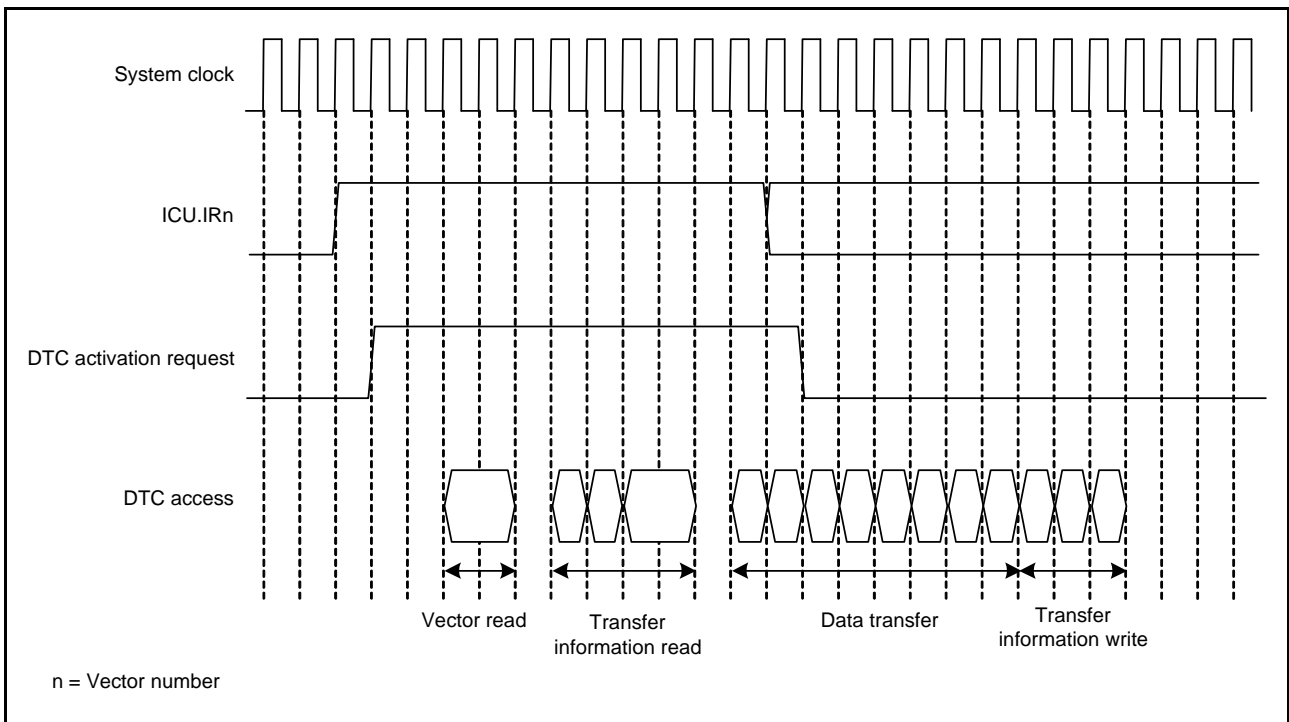 System clock
ICU.IRn
DTC activation request
DTC access
Vector read
Transfer
information read
Data transfer
Transfer
information write
n = Vector number